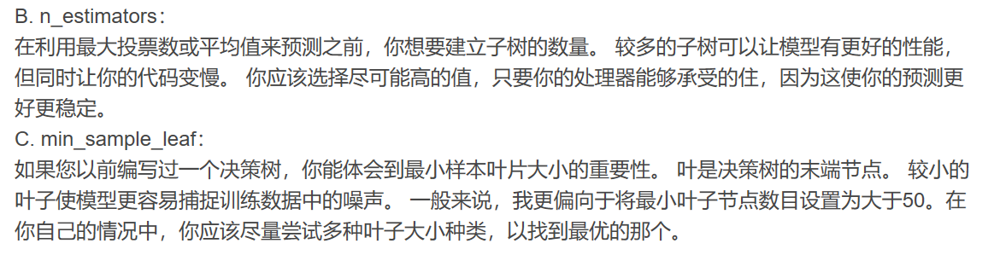 B. n_estimators：
在利用最大投票数或平均值来预测之前，你想要建立子树的数量。 较多的子树可以让模型有更好的性能，
但同时让你的代码变慢。 你应该选择尽可能高的值，只要你的处理器能够承受的住，因为这使你的预测更
好更稳定。
C. min_sample_leaf：
如果您以前编写过一个决策树，你能体会到最小样本叶片大小的重要性。 叶是决策树的末端节点。 较小的
叶子使模型更容易捕捉训练数据中的噪声。 一般来说，我更偏向于将最小叶子节点数目设置为大于50。在
你自己的情况中，你应该尽量尝试多种叶子大小种类，以找到最优的那个。